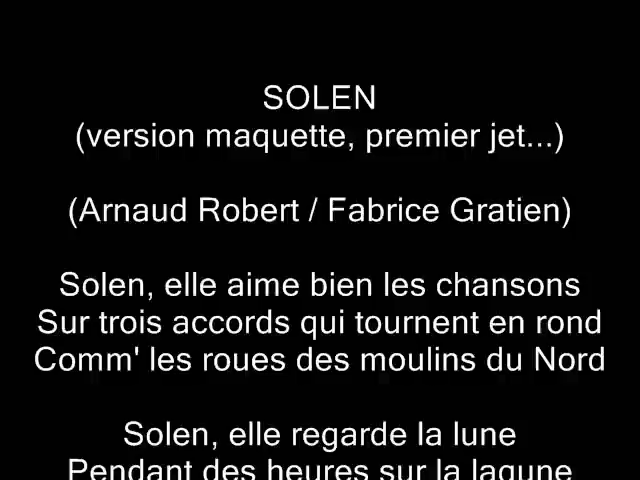 SOLEN
(version maquette, premier jet...)
(Arnaud Robert / Fabrice Gratien)
Solen, elle aime bien les chansons
Sur trois accords qui tournent en rond
Comm' les roues des moulins du Nord
Solen, elle regarde la lune
Pendant des heures sur la lagune